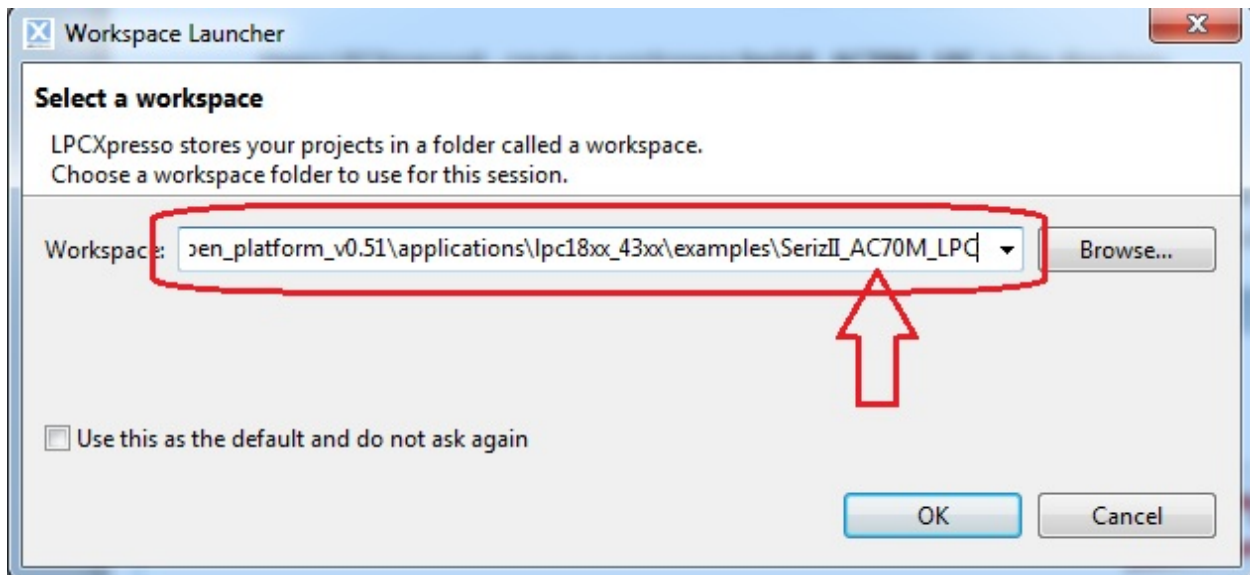 Workspace Launcher
Select a workspace
LPCXpresso stores your projects in a folder called a workspace.
Choose a workspace folder to use for this session.
Workspace: pen_platform_v0.51\applications\lpc18xx_43xx\examples\SerizII_AC70M_LPC Browse...
Use this as the default and do not ask again
OK Cancel